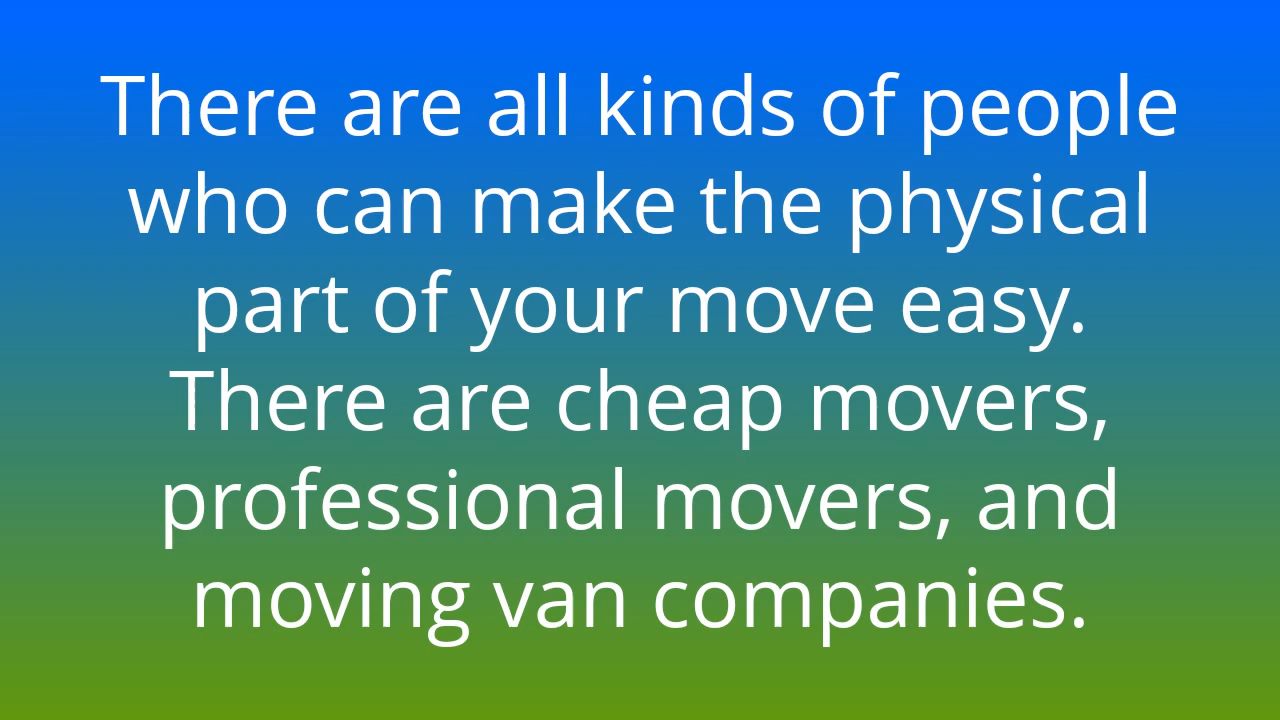 There are all kinds of people
who can make the physical
part of your move easy.
There are cheap movers,
professional movers, and
moving van companies.